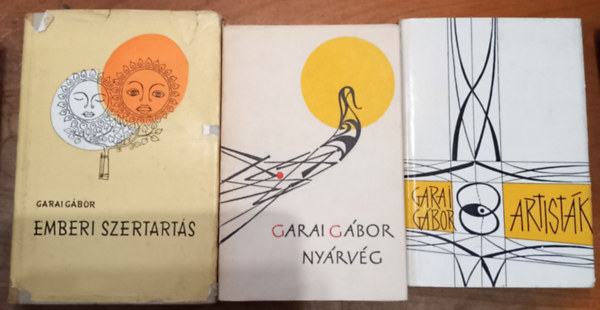 GARAI GÁBOR
EMBERI SZERTARTÁS
GARAI GÁBOR
NYÁRVÉG
GARAI
GÁBOR
ARTISTÁK